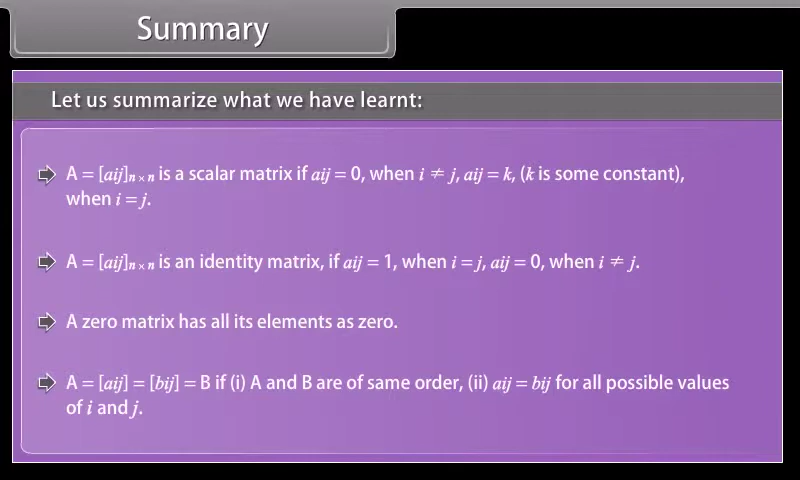 Summary
Let us summarize what we have learnt:
A = [aij]n × n is a scalar matrix if aij = 0, when i ≠ j, aij = k, (k is some constant),
when i = j.
A = [aij]n × n is an identity matrix, if aij = 1, when i = j, aij = 0, when i ≠ j.
A zero matrix has all its elements as zero.
A = [aij] = [bij] = B if (i) A and B are of same order, (ii) aij = bij for all possible values
of i and j.